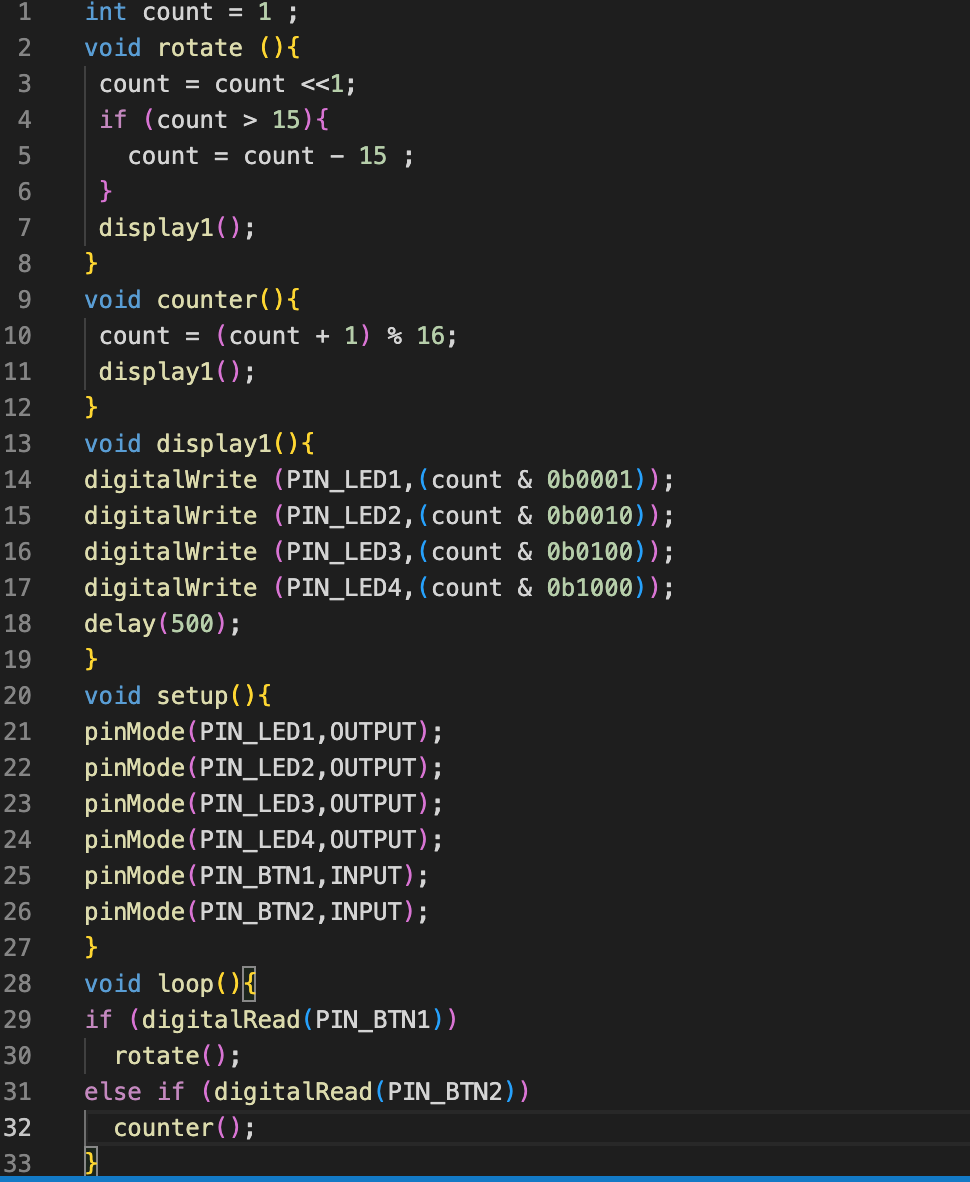 1 int count = 1 ;
2 void rotate (){
3 count = count <<1;
4 if (count > 15){
5 count = count - 15 ;
6 }
7 display1();
8 }
9 void counter(){
10 count = (count + 1) % 16;
11 display1();
12 }
13 void display1(){
14 digitalWrite (PIN_LED1,(count & 0b0001));
15 digitalWrite (PIN_LED2,(count & 0b0010));
16 digitalWrite (PIN_LED3,(count & 0b0100));
17 digitalWrite (PIN_LED4,(count & 0b1000));
18 delay(500);
19 }
20 void setup(){
21 pinMode(PIN_LED1,OUTPUT);
22 pinMode(PIN_LED2,OUTPUT);
23 pinMode(PIN_LED3,OUTPUT);
24 pinMode(PIN_LED4,OUTPUT);
25 pinMode(PIN_BTN1,INPUT);
26 pinMode(PIN_BTN2,INPUT);
27 }
28 void loop(){
29 if (digitalRead(PIN_BTN1))
30 rotate();
31 else if (digitalRead(PIN_BTN2))
32 counter();
33 }